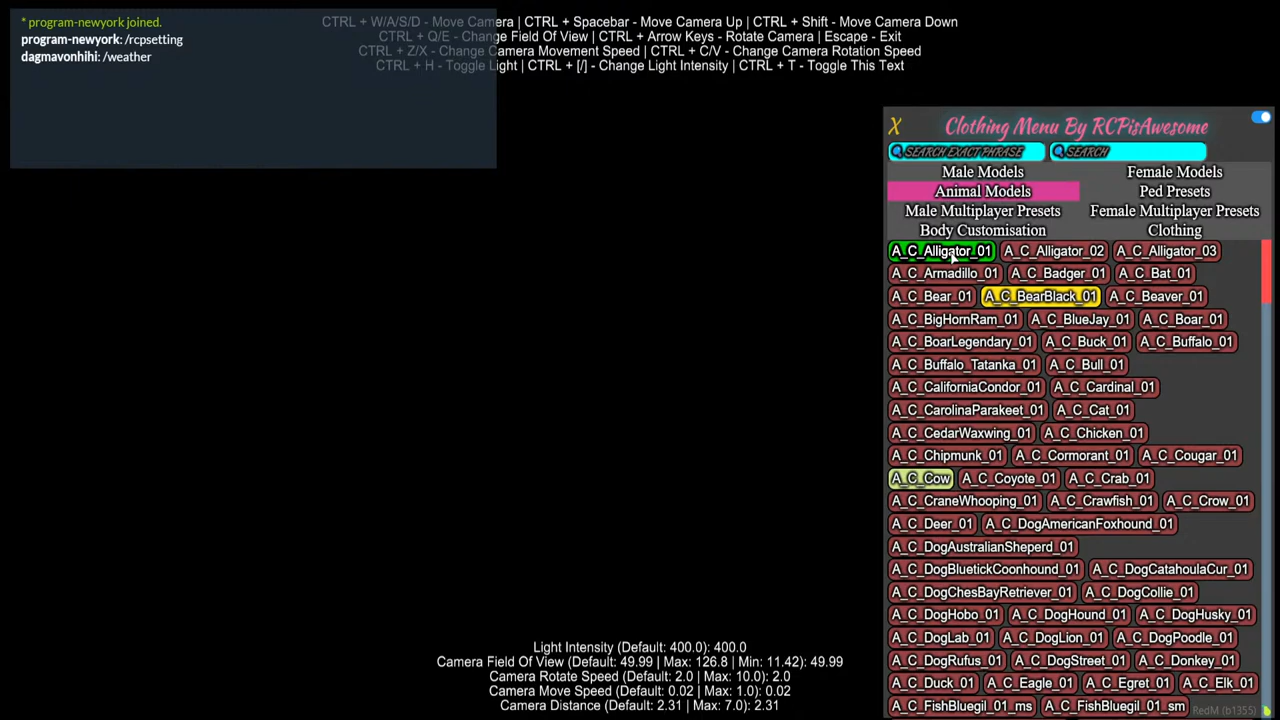 * program-newyork joined.
program-newyork: /rcpsetting
dagmavonhihi: /weather
CTRL + W/A/S/D - Move Camera | CTRL + Spacebar - Move Camera Up | CTRL + Shift - Move Camera Down
CTRL + Q/E - Change Field Of View | CTRL + Arrow Keys - Rotate Camera | Escape - Exit
CTRL + Z/X - Change Camera Movement Speed | CTRL + C/V - Change Camera Rotation Speed
CTRL + H - Toggle Light | CTRL + [/] - Change Light Intensity | CTRL + T - Toggle This Text
X Clothing Menu By RCPisAwesome
SEARCH EXACT PHRASE SEARCH
Male Models Female Models
Animal Models Ped Presets
Male Multiplayer Presets Female Multiplayer Presets
Body Customisation Clothing
A_C_Alligator_01 A_C_Alligator_02 A_C_Alligator_03
A_C_Armadillo_01 A_C_Badger_01 A_C_Bat_01
A_C_Bear_01 A_C_BearBlack_01 A_C_Beaver_01
A_C_BigHornRam_01 A_C_BlueJay_01 A_C_Boar_01
A_C_BoarLegendary_01 A_C_Buck_01 A_C_Buffalo_01
A_C_Buffalo_Tatanka_01 A_C_Bull_01
A_C_CaliforniaCondor_01 A_C_Cardinal_01
A_C_CarolinaParakeet_01 A_C_Cat_01
A_C_CedarWaxwing_01 A_C_Chicken_01
A_C_Chipmunk_01 A_C_Cormorant_01 A_C_Cougar_01
A_C_Cow A_C_Coyote_01 A_C_Crab_01
A_C_CraneWhooping_01 A_C_Crawfish_01 A_C_Crow_01
A_C_Deer_01 A_C_DogAmericanFoxhound_01
A_C_DogAustralianSheperd_01
A_C_DogBluetickCoonhound_01 A_C_DogCatahoulaCur_01
A_C_DogChesBayRetriever_01 A_C_DogCollie_01
A_C_DogHobo_01 A_C_DogHound_01 A_C_DogHusky_01
A_C_DogLab_01 A_C_DogLion_01 A_C_DogPoodle_01
A_C_DogRufus_01 A_C_DogStreet_01 A_C_Donkey_01
A_C_Duck_01 A_C_Eagle_01 A_C_Egret_01 A_C_Elk_01
A_C_FishBluegil_01_ms A_C_FishBluegil_01_sm
Light Intensity (Default: 400.0): 400.0
Camera Field Of View (Default: 49.99 | Max: 126.8 | Min: 11.42): 49.99
Camera Rotate Speed (Default: 2.0 | Max: 10.0): 2.0
Camera Move Speed (Default: 0.02 | Max: 1.0): 0.02
Camera Distance (Default: 2.31 | Max: 7.0): 2.31
RedM (b1355)